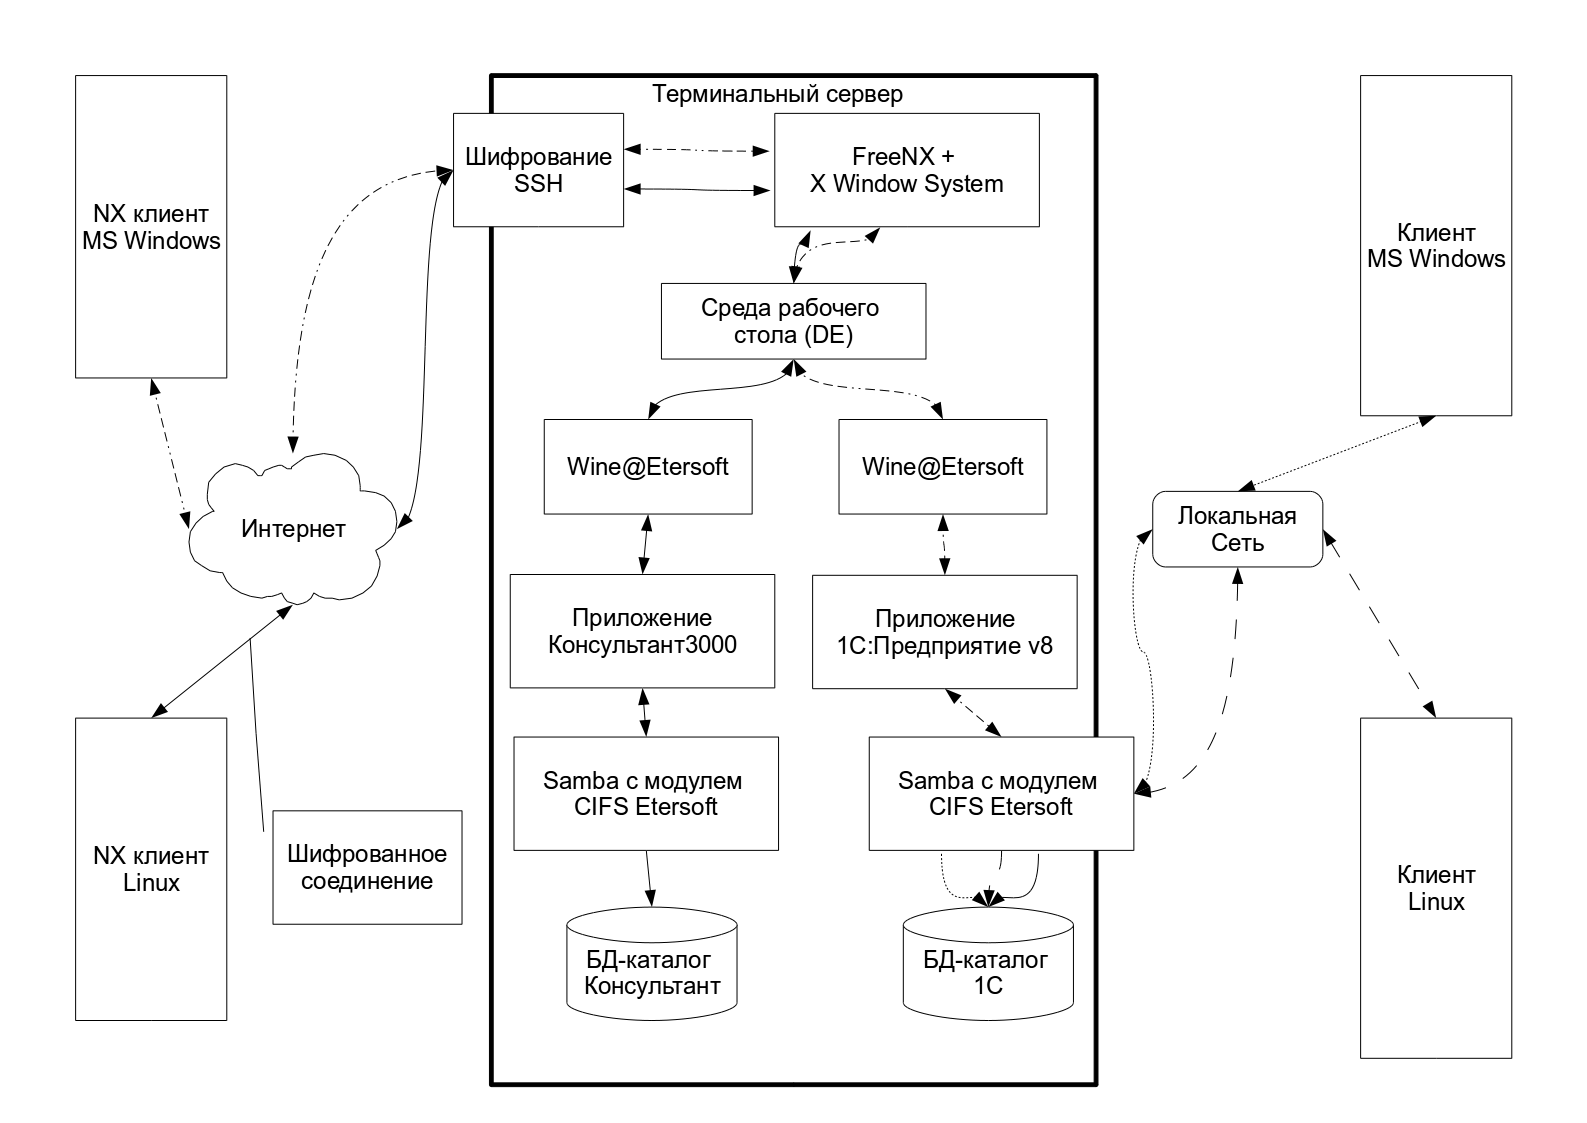 Терминальный сервер
Шифрование
SSH
FreeNX +
X Window System
NX клиент
MS Windows
Клиент
MS Windows
Среда рабочего
стола (DE)
Wine@Etersoft
Wine@Etersoft
Интернет
Локальная
Сеть
Приложение
Консультант3000
Приложение
1С:Предприятие v8
Samba с модулем
CIFS Etersoft
Samba с модулем
CIFS Etersoft
NX клиент
Linux
Шифрованное
соединение
Клиент
Linux
БД-каталог
Консультант
БД-каталог
1С